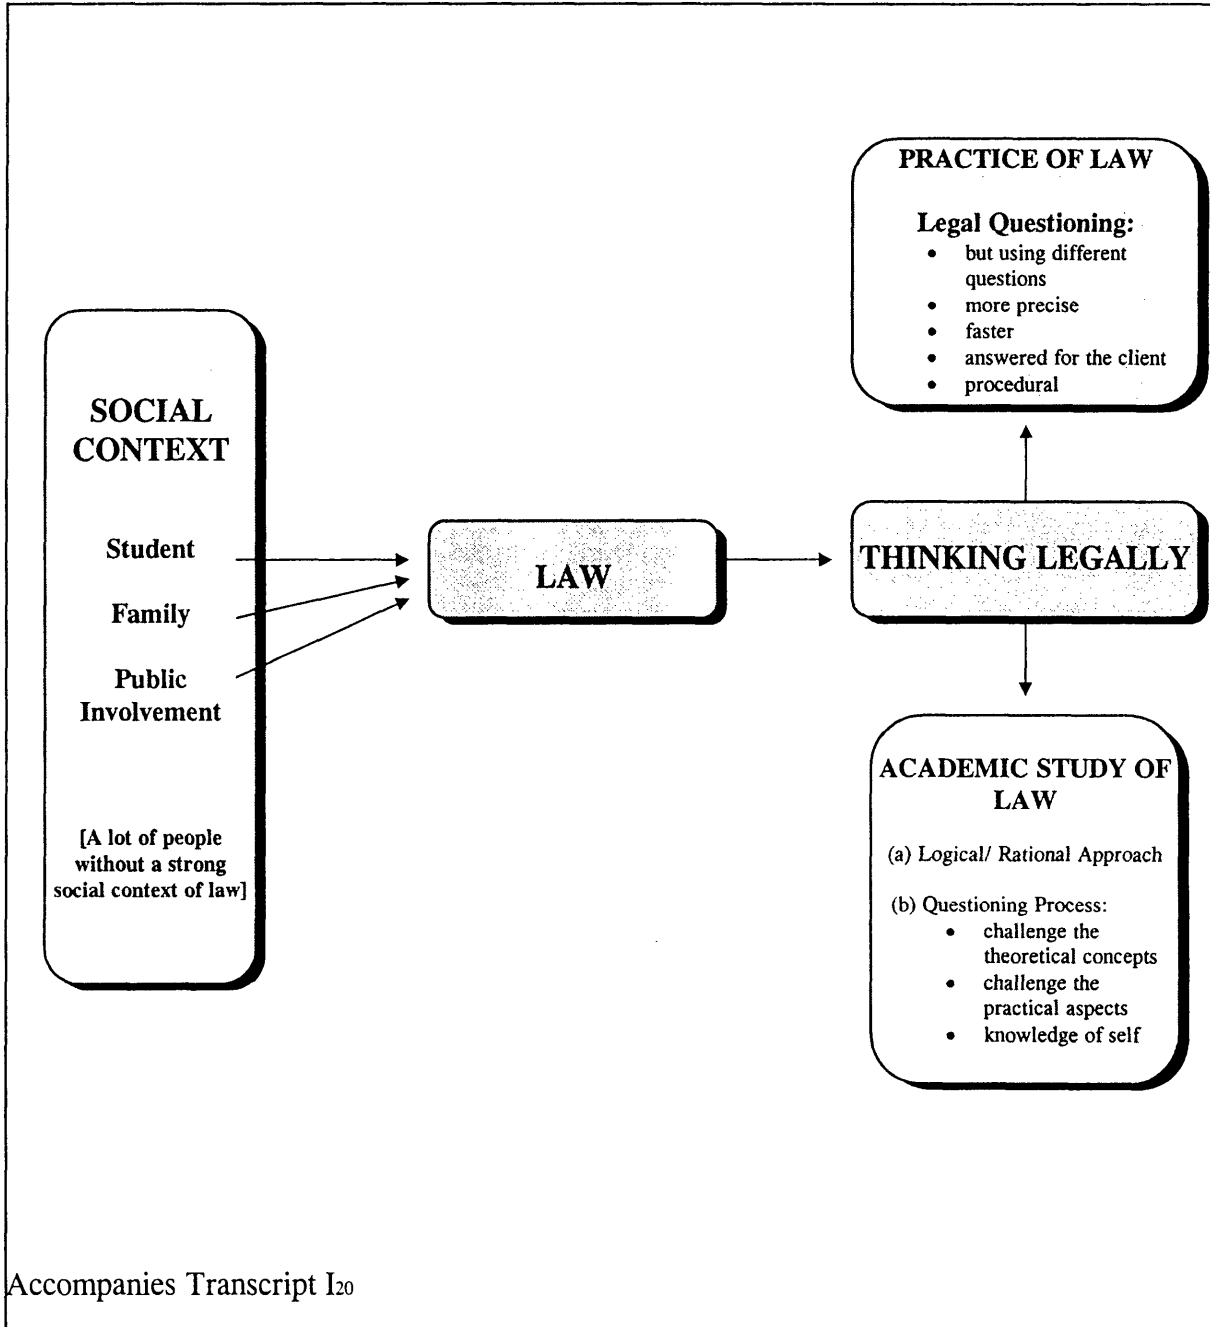 PRACTICE OF LAW
Legal Questioning:
• but using different
questions
• more precise
• faster
• answered for the client
• procedural
SOCIAL
CONTEXT
Student
Family
Public
Involvement
[A lot of people
without a strong
social context of law]
LAW
THINKING LEGALLY
ACADEMIC STUDY OF
LAW
(a) Logical/ Rational Approach
(b) Questioning Process:
• challenge the
theoretical concepts
• challenge the
practical aspects
• knowledge of self
Accompanies Transcript I20